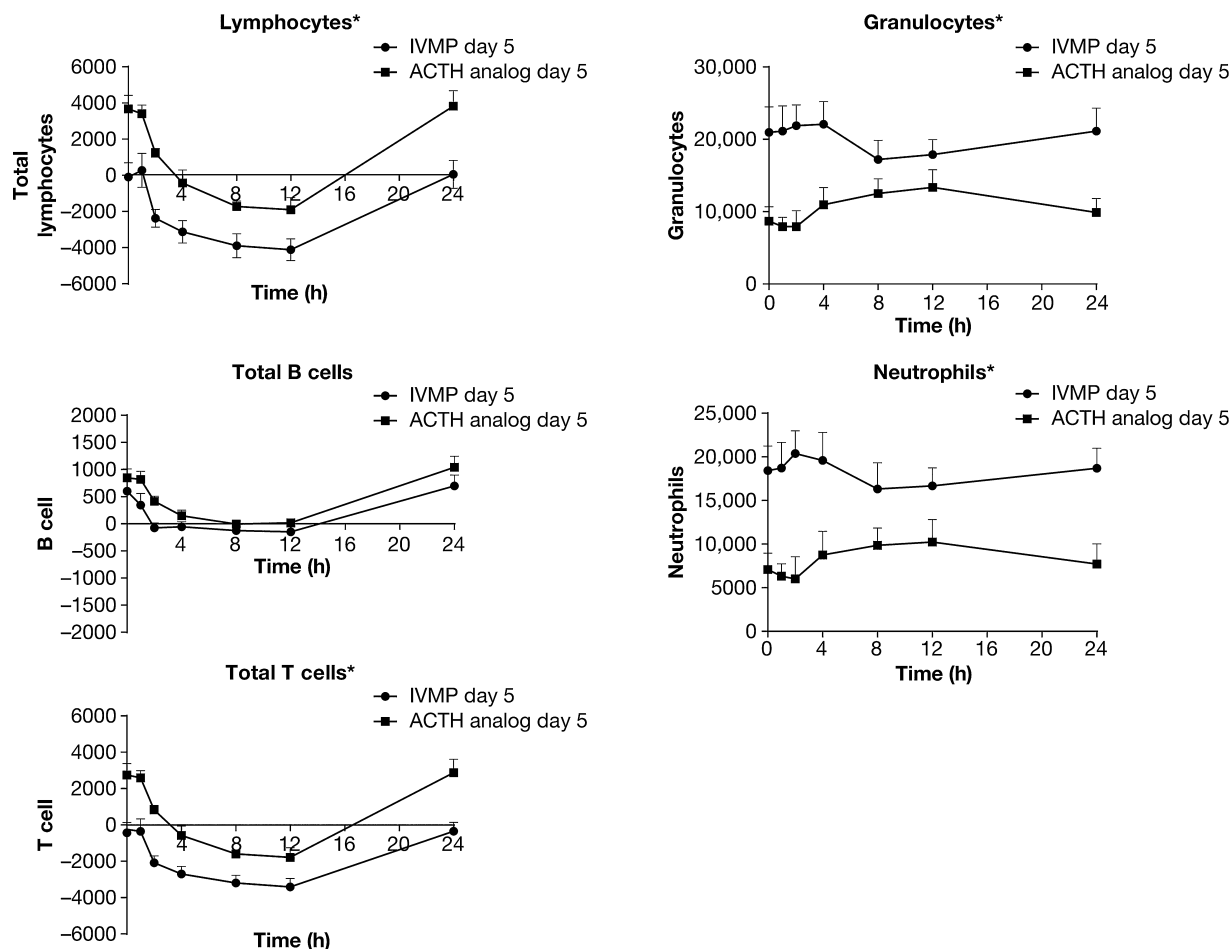 Lymphocytes*
IVMP day 5
ACTH analog day 5
6000
4000
2000
0
–2000
–4000
–6000
Total
lymphocytes
4
8
12
16
20
24
Time (h)
Granulocytes*
IVMP day 5
ACTH analog day 5
30,000
20,000
10,000
0
Granulocytes
0
4
8
12
16
20
24
Time (h)
Total B cells
IVMP day 5
ACTH analog day 5
2000
1500
1000
500
0
–500
–1000
–1500
–2000
B cell
4
8
12
16
20
24
Time (h)
Neutrophils*
IVMP day 5
ACTH analog day 5
25,000
20,000
15,000
10,000
5000
0
Neutrophils
0
4
8
12
16
20
24
Time (h)
Total T cells*
IVMP day 5
ACTH analog day 5
6000
4000
2000
0
–2000
–4000
–6000
T cell
4
8
12
16
20
24
Time (h)